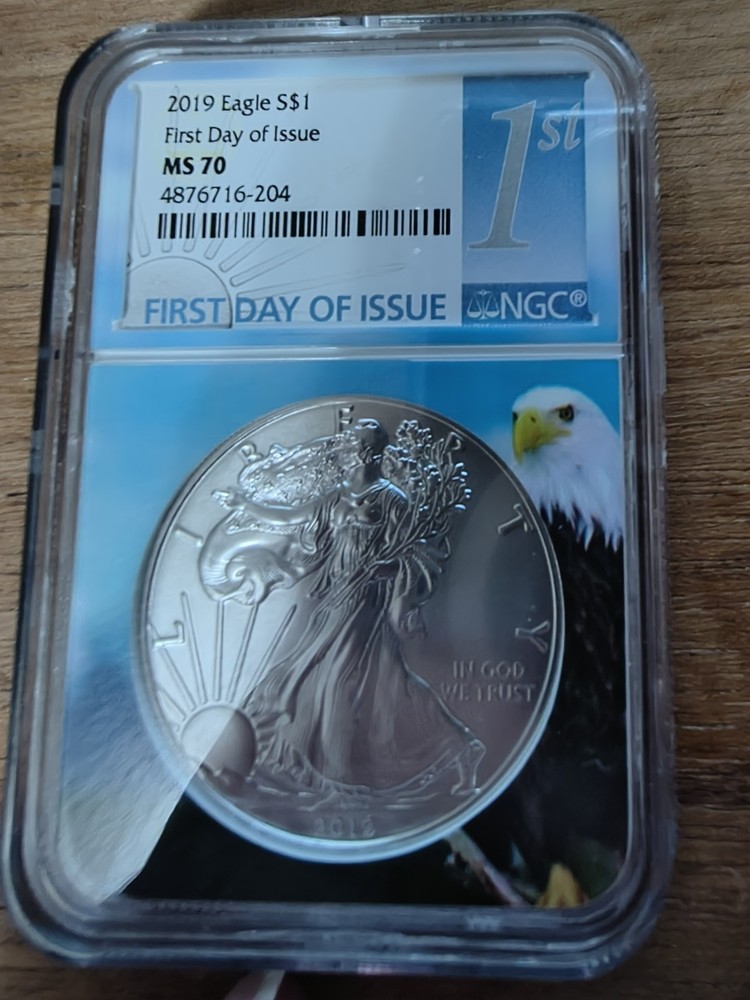 2019 Eagle S$1
First Day of Issue
MS 70
4876716-204
1st
FIRST DAY OF ISSUE
NGC®
LIBERTY
IN GOD
WE TRUST